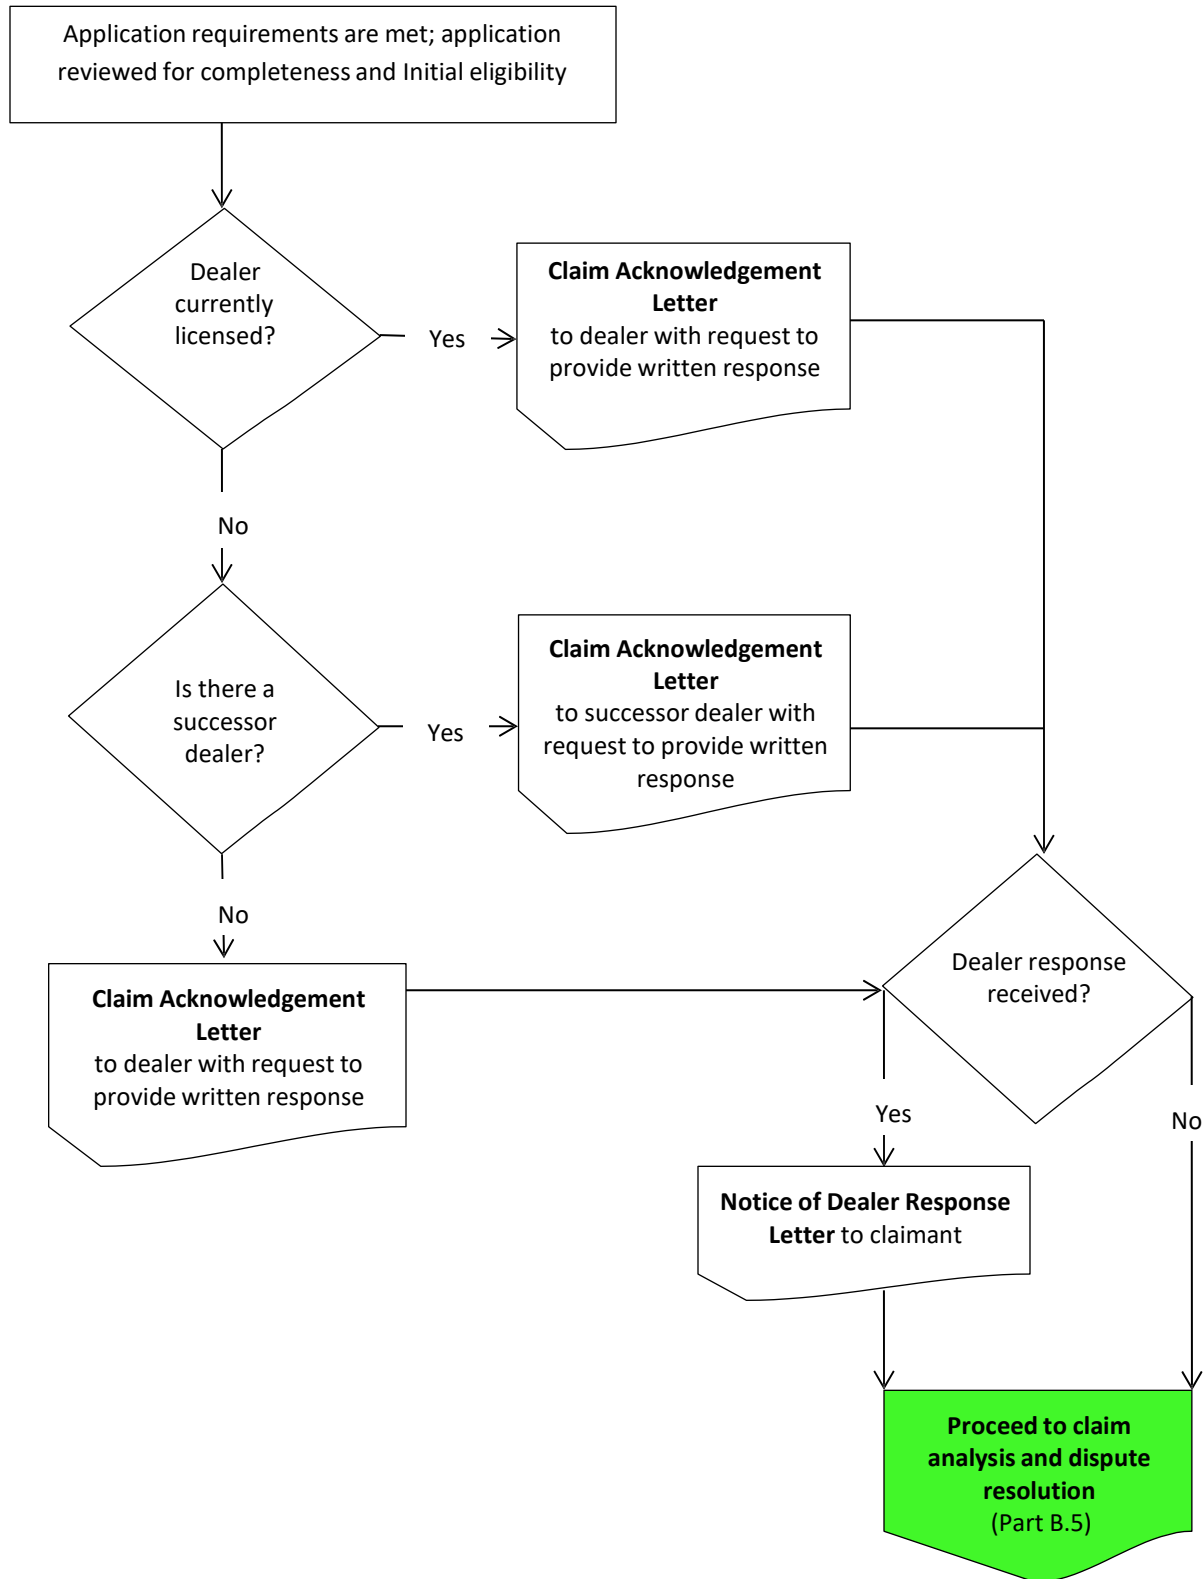 Application requirements are met; application
reviewed for completeness and Initial eligibility
Dealer
currently
licensed?
Yes
Claim Acknowledgement
Letter
to dealer with request to
provide written response
No
Is there a
successor
dealer?
Yes
Claim Acknowledgement
Letter
to successor dealer with
request to provide written
response
No
Claim Acknowledgement
Letter
to dealer with request to
provide written response
Dealer response
received?
Yes
No
Notice of Dealer Response
Letter to claimant
Proceed to claim
analysis and dispute
resolution
(Part B.5)